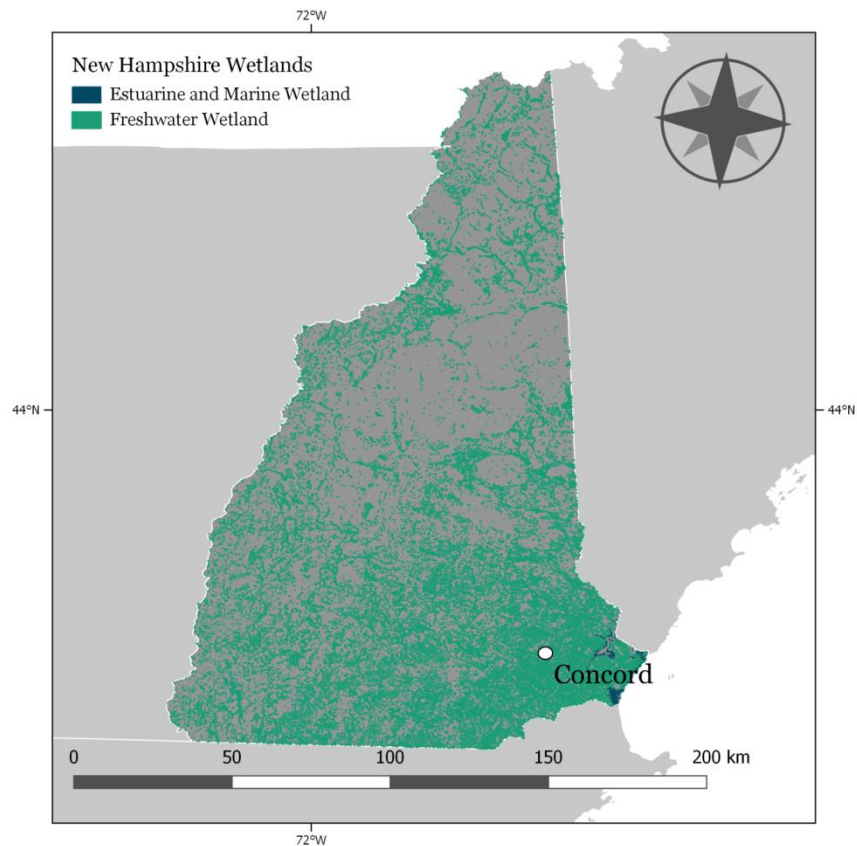 72°W
New Hampshire Wetlands
Estuarine and Marine Wetland
Freshwater Wetland
44°N
44°N
Concord
0 50 100 150 200 km
72°W